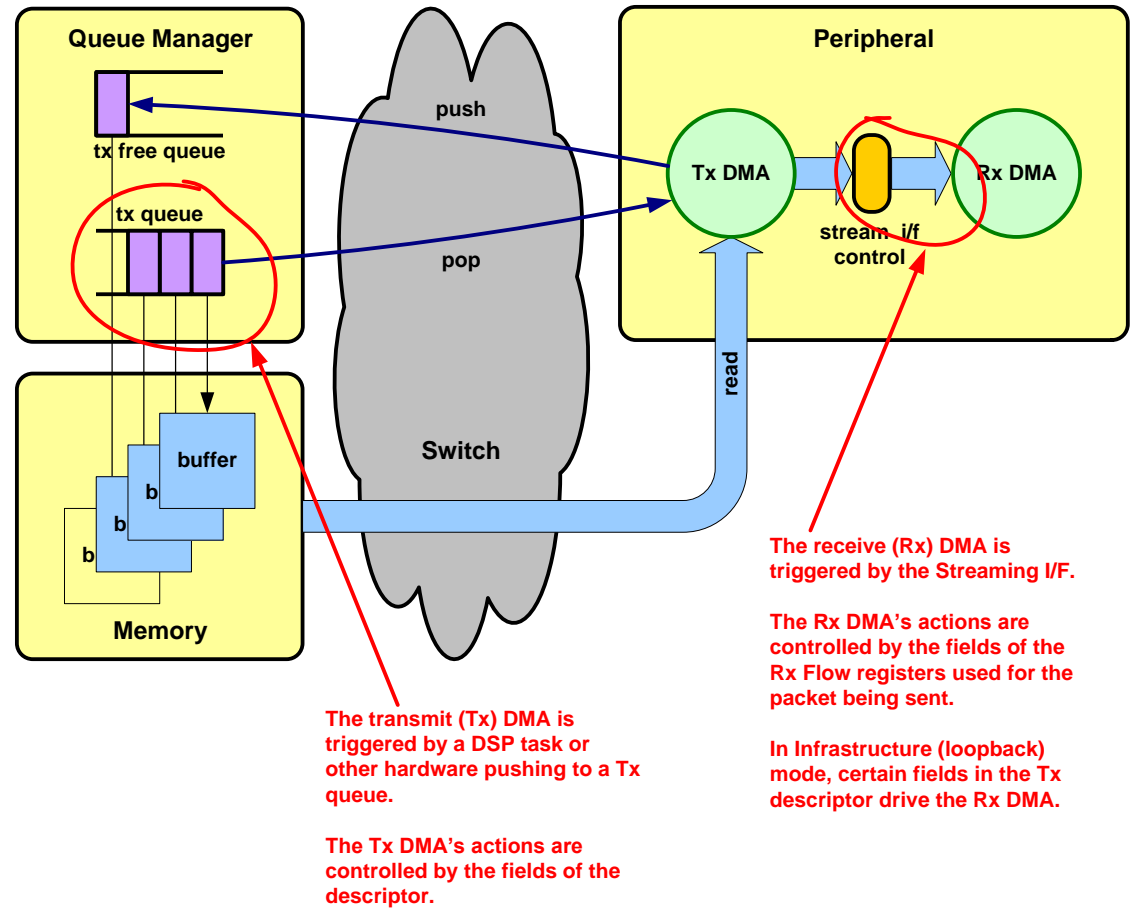 Queue Manager
tx free queue
tx queue
push
pop
Switch
Peripheral
Tx DMA
Rx DMA
stream i/f
control
read
buffer
b
b
b
Memory
The transmit (Tx) DMA is
triggered by a DSP task or
other hardware pushing to a Tx
queue.
The Tx DMA's actions are
controlled by the fields of the
descriptor.
The receive (Rx) DMA is
triggered by the Streaming I/F.
The Rx DMA's actions are
controlled by the fields of the
Rx Flow registers used for the
packet being sent.
In Infrastructure (loopback)
mode, certain fields in the Tx
descriptor drive the Rx DMA.